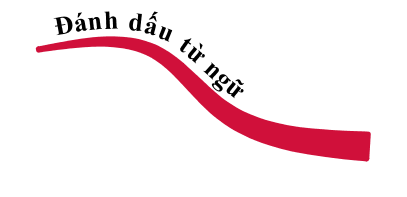 Đánh dấu từ ngữ